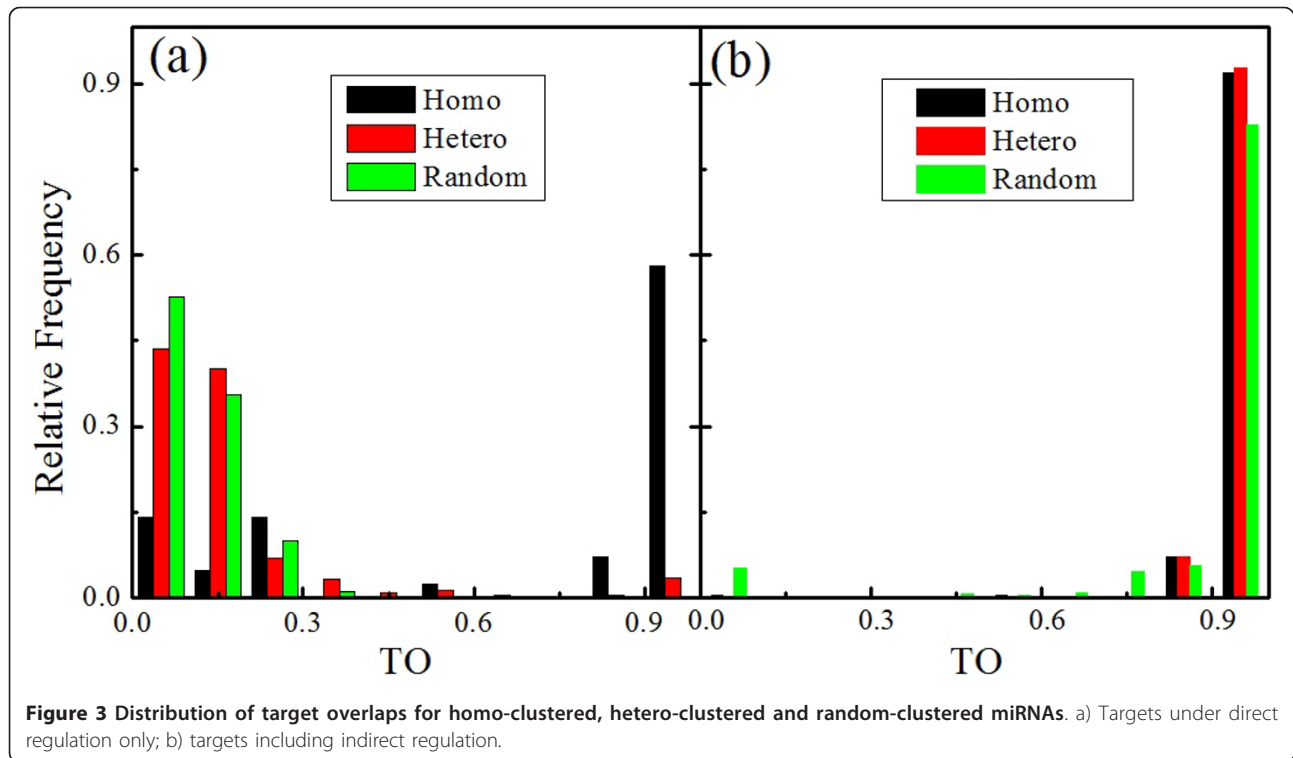 (a)
Homo
Hetero
Random
(b)
Homo
Hetero
Random
Relative Frequency
0.9
0.6
0.3
0.0
0.0 0.3 0.6 0.9
0.0 0.3 0.6 0.9
TO
TO
Figure 3 Distribution of target overlaps for homo-clustered, hetero-clustered and random-clustered miRNAs. a) Targets under direct
regulation only; b) targets including indirect regulation.